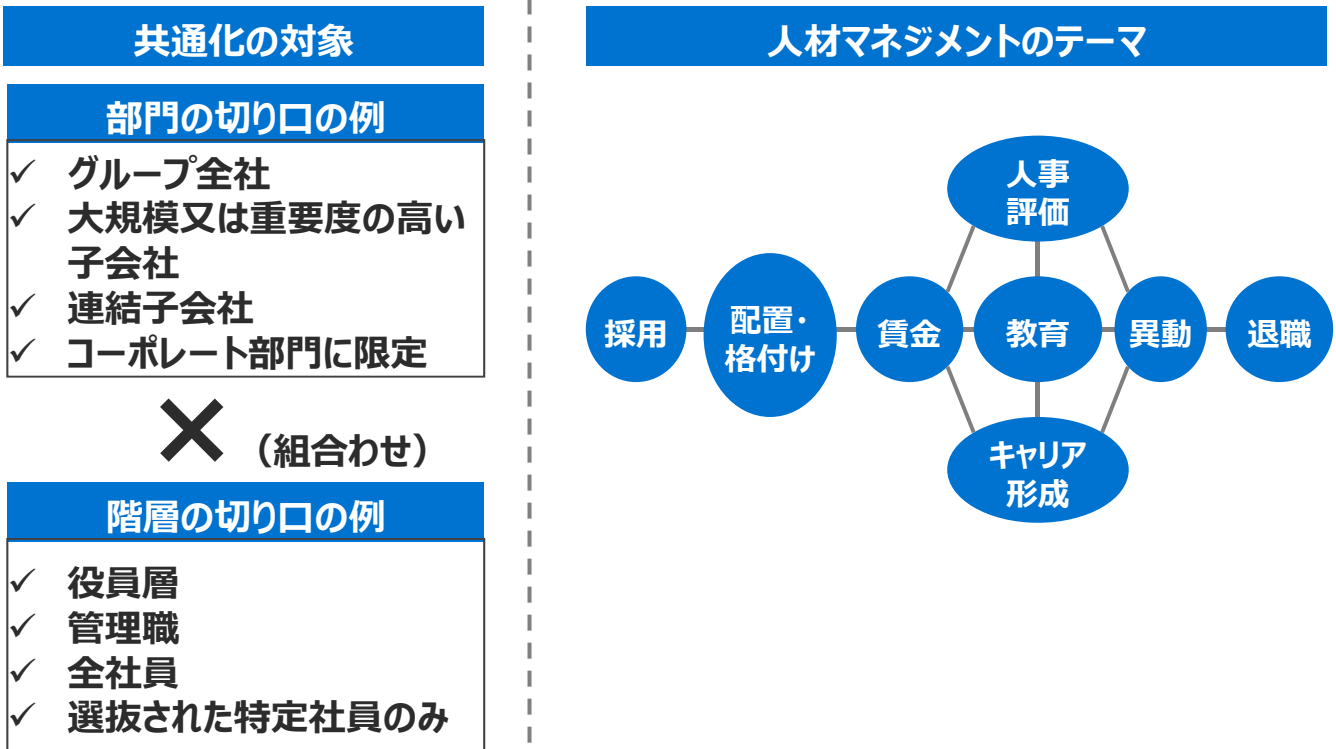 共通化の対象
部門の切り口の例
✓ グループ全社
✓ 大規模又は重要度の高い
子会社
✓ 連結子会社
✓ コーポレート部門に限定
✕ （組合わせ）
階層の切り口の例
✓ 役員層
✓ 管理職
✓ 全社員
✓ 選抜された特定社員のみ
人材マネジメントのテーマ
人事
評価
採用
配置・
格付け
賃金
教育
異動
退職
キャリア
形成